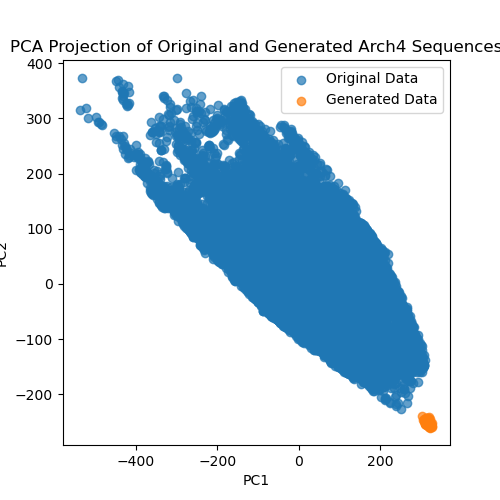 PCA Projection of Original and Generated Arch4 Sequences
Original Data
Generated Data
400
300
200
100
0
−100
−200
PC2
−400
−200
0
200
PC1